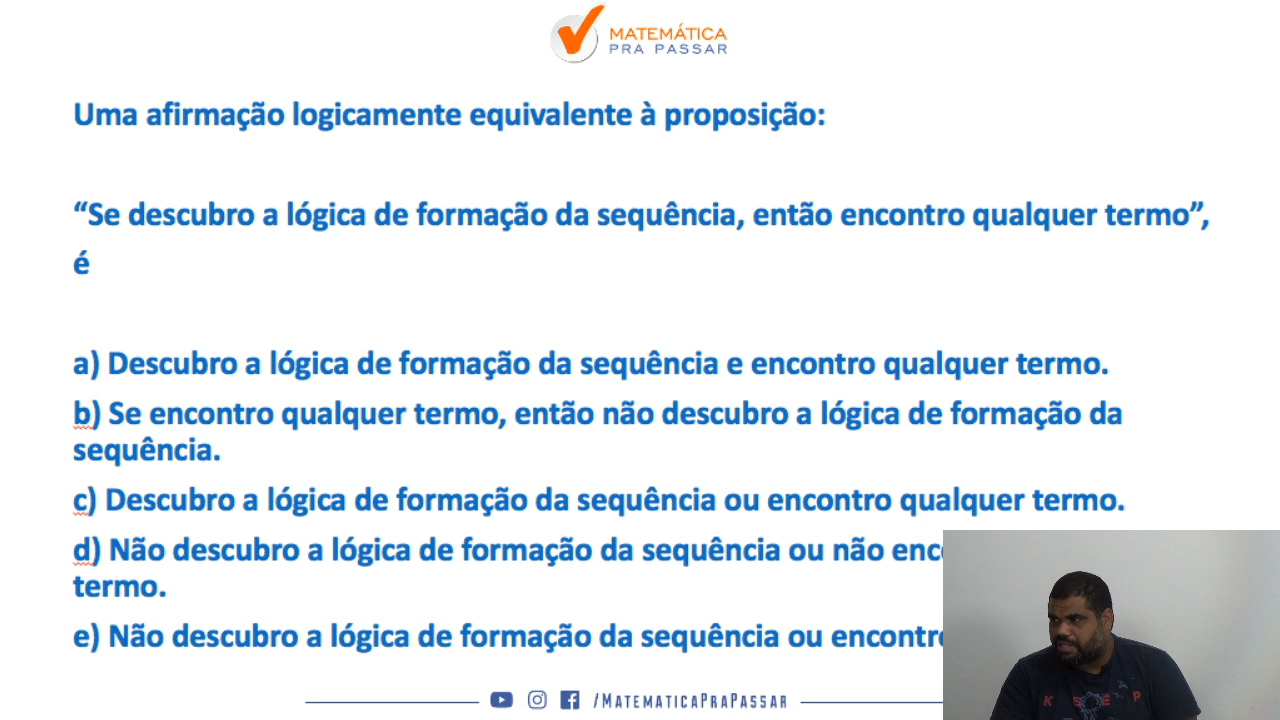 MATEMÁTICA
PRA PASSAR
Uma afirmação logicamente equivalente à proposição:
“Se descubro a lógica de formação da sequência, então encontro qualquer termo”,
é
a) Descubro a lógica de formação da sequência e encontro qualquer termo.
b) Se encontro qualquer termo, então não descubro a lógica de formação da
sequência.
c) Descubro a lógica de formação da sequência ou encontro qualquer termo.
d) Não descubro a lógica de formação da sequência ou não
termo.
e) Não descubro a lógica de formação da sequência ou
/MATEMATICAPRAPASSAR